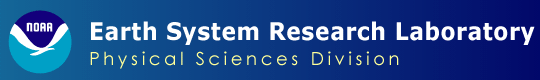 NOAA
Earth System Research Laboratory
Physical Sciences Division